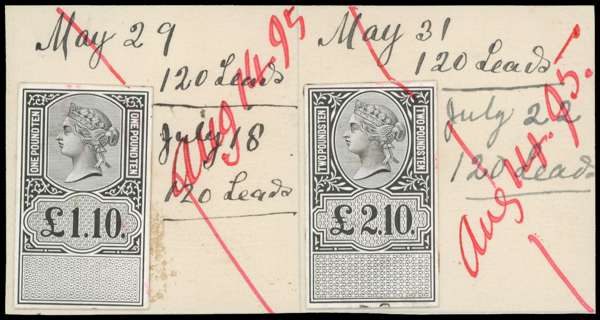 May 29
120 Leads
July 18
120 Leads
Aug 14.95
ONE POUND TEN
ONE POUND TEN
£1.10.
May 31
120 Leads
July 22
120 Leads
Aug 14.95.
TWO POUNDS TEN
TWO POUNDS TEN
£2.10.